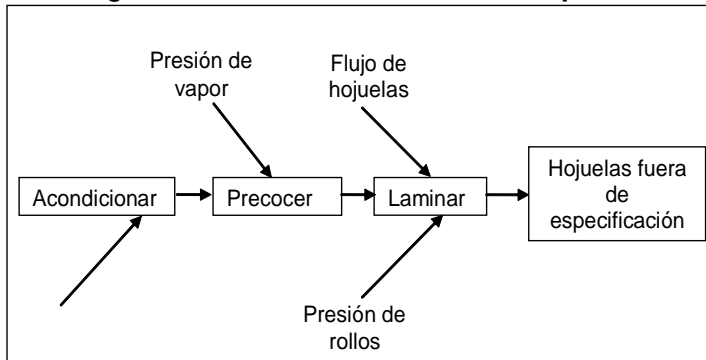 Presión de
vapor
Flujo de
hojuelas
Acondicionar
Precocer
Laminar
Hojuelas fuera
de
especificación
Presión de
rollos